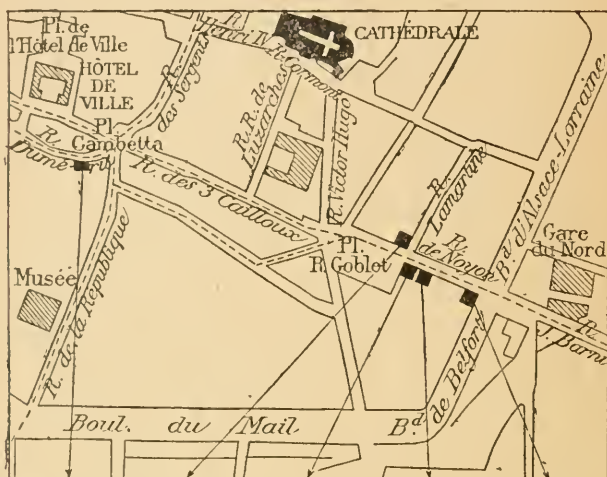 Pl. de
l'Hôtel de Ville
HÔTEL
DE
VILLE
R. Henri IV
CATHÉDRALE
R. Cormont
R. des Sergents
Pl.
Gambetta
R. Duméril
R. R. de
Luzarches
R. Victor Hugo
R. des 3 Cailloux
R.
Lamarine
Bd. d'Alsace-Lorraine
Pl.
R. Goblet
R.
de Noyon
Gare
du Nord
Musée
R. de la République
R.
J. Barni
Boul. du Mail
Bd. de Belfort